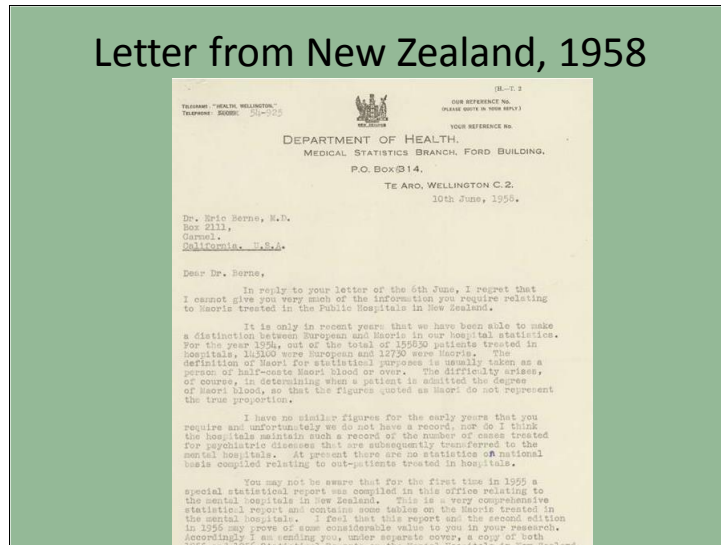 Letter from New Zealand, 1958
(H.-T. 2
TELEGRAMS: "HEALTH, WELLINGTON."
TELEPHONE: 54-925
OUR REFERENCE No.
(PLEASE QUOTE IN YOUR REPLY.)
YOUR REFERENCE No.
DEPARTMENT OF HEALTH,
MEDICAL STATISTICS BRANCH, FORD BUILDING,
P.O. BOX 6314,
TE ARO, WELLINGTON C. 2.
10th June, 1958.
Dr. Eric Berne, M.D.
Box 2111,
Carmel.
California. U.S.A.
Dear Dr. Berne,
In reply to your letter of the 6th June, I regret that
I cannot give you very much of the information you require relating
to Maoris treated in the Public Hospitals in New Zealand.
It is only in recent years that we have been able to make
a distinction between European and Maoris in our hospital statistics.
For the year 1954, out of the total of 155830 patients treated in
hospitals, 143100 were European and 12730 were Maoris. The
definition of Maori for statistical purposes is usually taken as a
person of half-caste Maori blood or over. The difficulty arises,
of course, in determining when a patient is admitted the degree
of Maori blood, so that the figures quoted as Maori do not represent
the true proportion.
I have no similar figures for the early years that you
require and unfortunately we do not have a record, nor do I think
the hospitals maintain such a record of the number of cases treated
for psychiatric diseases that are subsequently transferred to the
mental hospitals. At present there are no statistics on national
basis compiled relating to out-patients treated in hospitals.
You may not be aware that for the first time in 1955 a
special statistical report was compiled in this office relating to
the mental hospitals in New Zealand. This is a very comprehensive
statistical report and contains some tables on the Maoris treated in
the mental hospitals. I feel that this report and the second edition
in 1956 may prove of some considerable value to you in your research.
Accordingly I am sending you, under separate cover, a copy of both